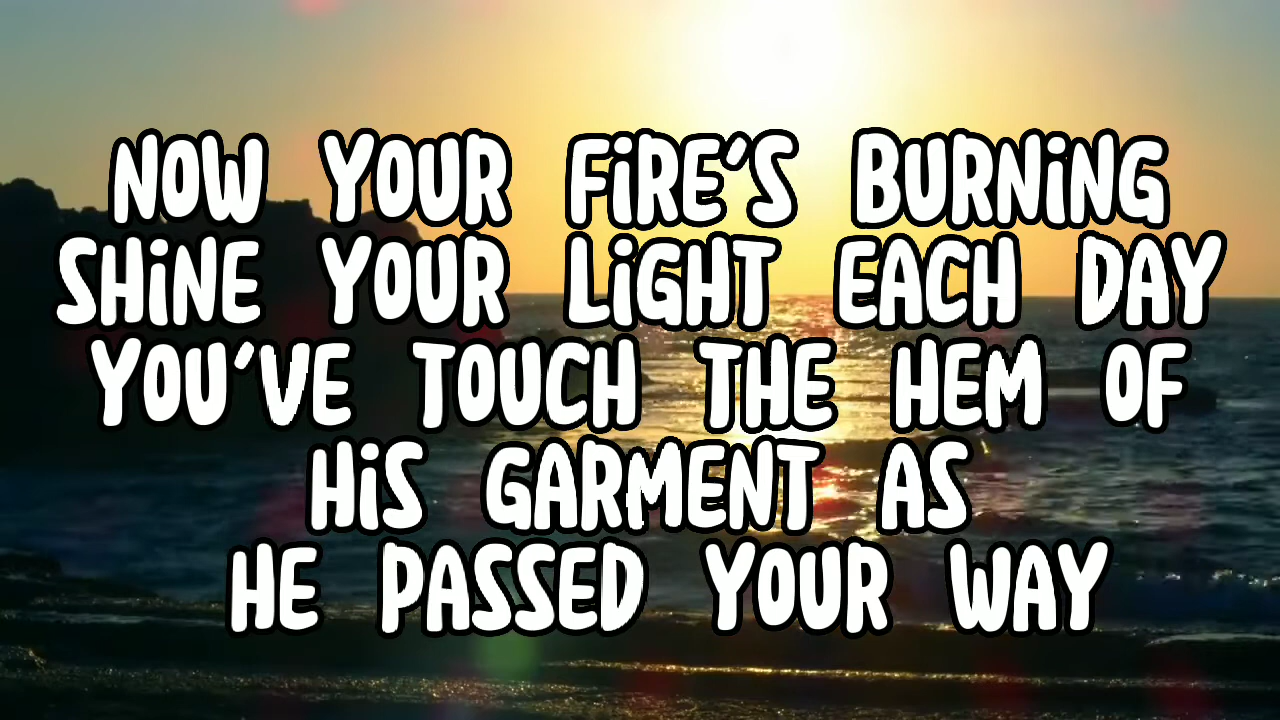 NOW YOUR FiRE'S BURNiNG
SHiNE YOUR LiGHT EACH DAY
YOU'VE TOUCH THE HEM OF
HiS GARMENT AS
HE PASSED YOUR WAY